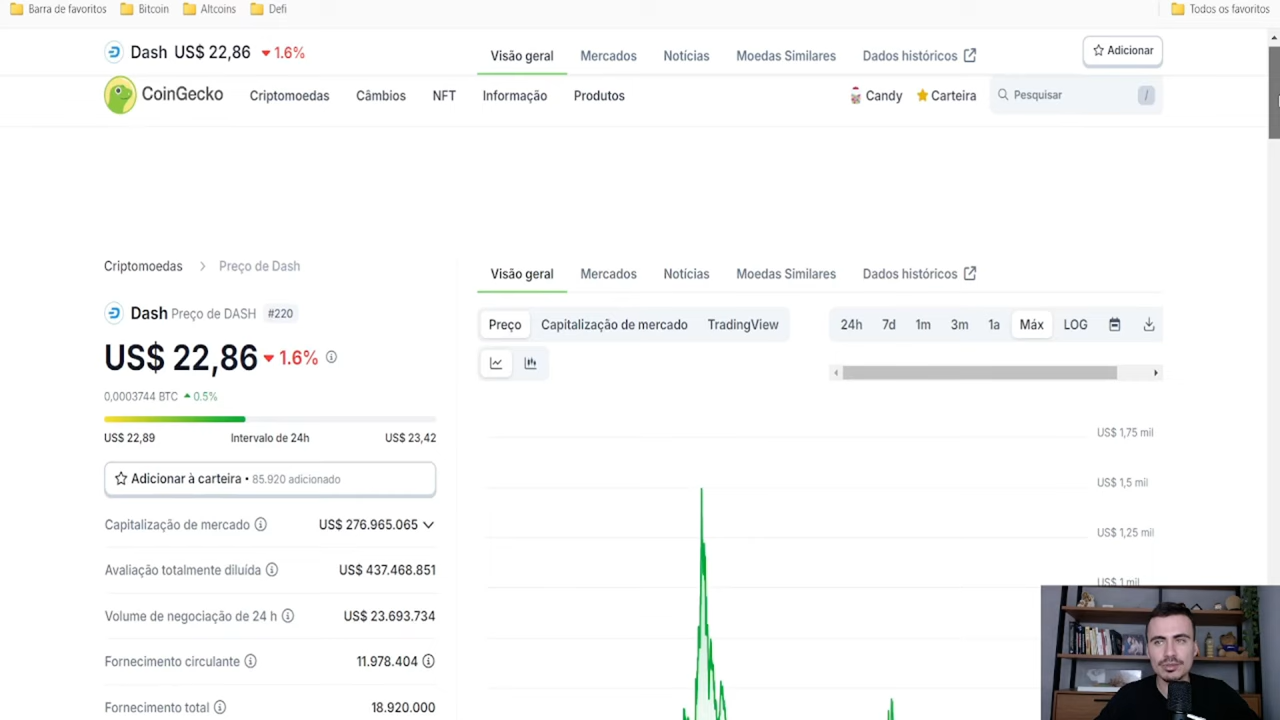 Barra de favoritos Bitcoin Altcoins Defi Todos os favoritos
Dash US$ 22,86 1.6% Visão geral Mercados Notícias Moedas Similares Dados históricos Adicionar
CoinGecko Criptomoedas Câmbios NFT Informação Produtos Candy Carteira Pesquisar /
Criptomoedas > Preço de Dash
Visão geral Mercados Notícias Moedas Similares Dados históricos
Dash Preço de DASH #220
Preço Capitalização de mercado TradingView 24h 7d 1m 3m 1a Máx LOG
US$ 22,86 1.6%
0,0003744 BTC 0.5%
US$ 22,89 Intervalo de 24h US$ 23,42
Adicionar à carteira • 85.920 adicionado
Capitalização de mercado US$ 276.965.065
Avaliação totalmente diluída US$ 437.468.851
Volume de negociação de 24 h US$ 23.693.734
Fornecimento circulante 11.978.404
Fornecimento total 18.920.000
US$ 1,75 mil
US$ 1,5 mil
US$ 1,25 mil
US$ 1 mil